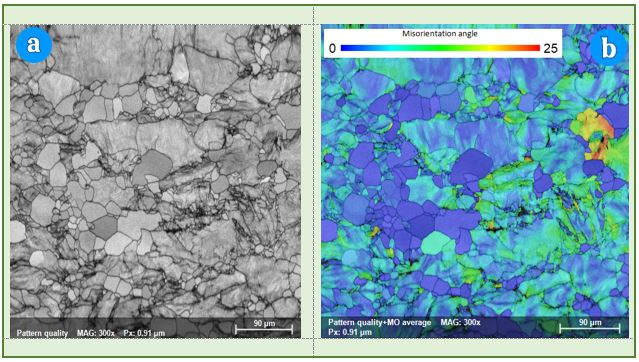 a
Pattern quality MAG: 300x Px: 0.91 µm
90 µm
Misorientation angle
0
25
b
Pattern quality+MO average MAG: 300x
Px: 0.91 µm
90 µm